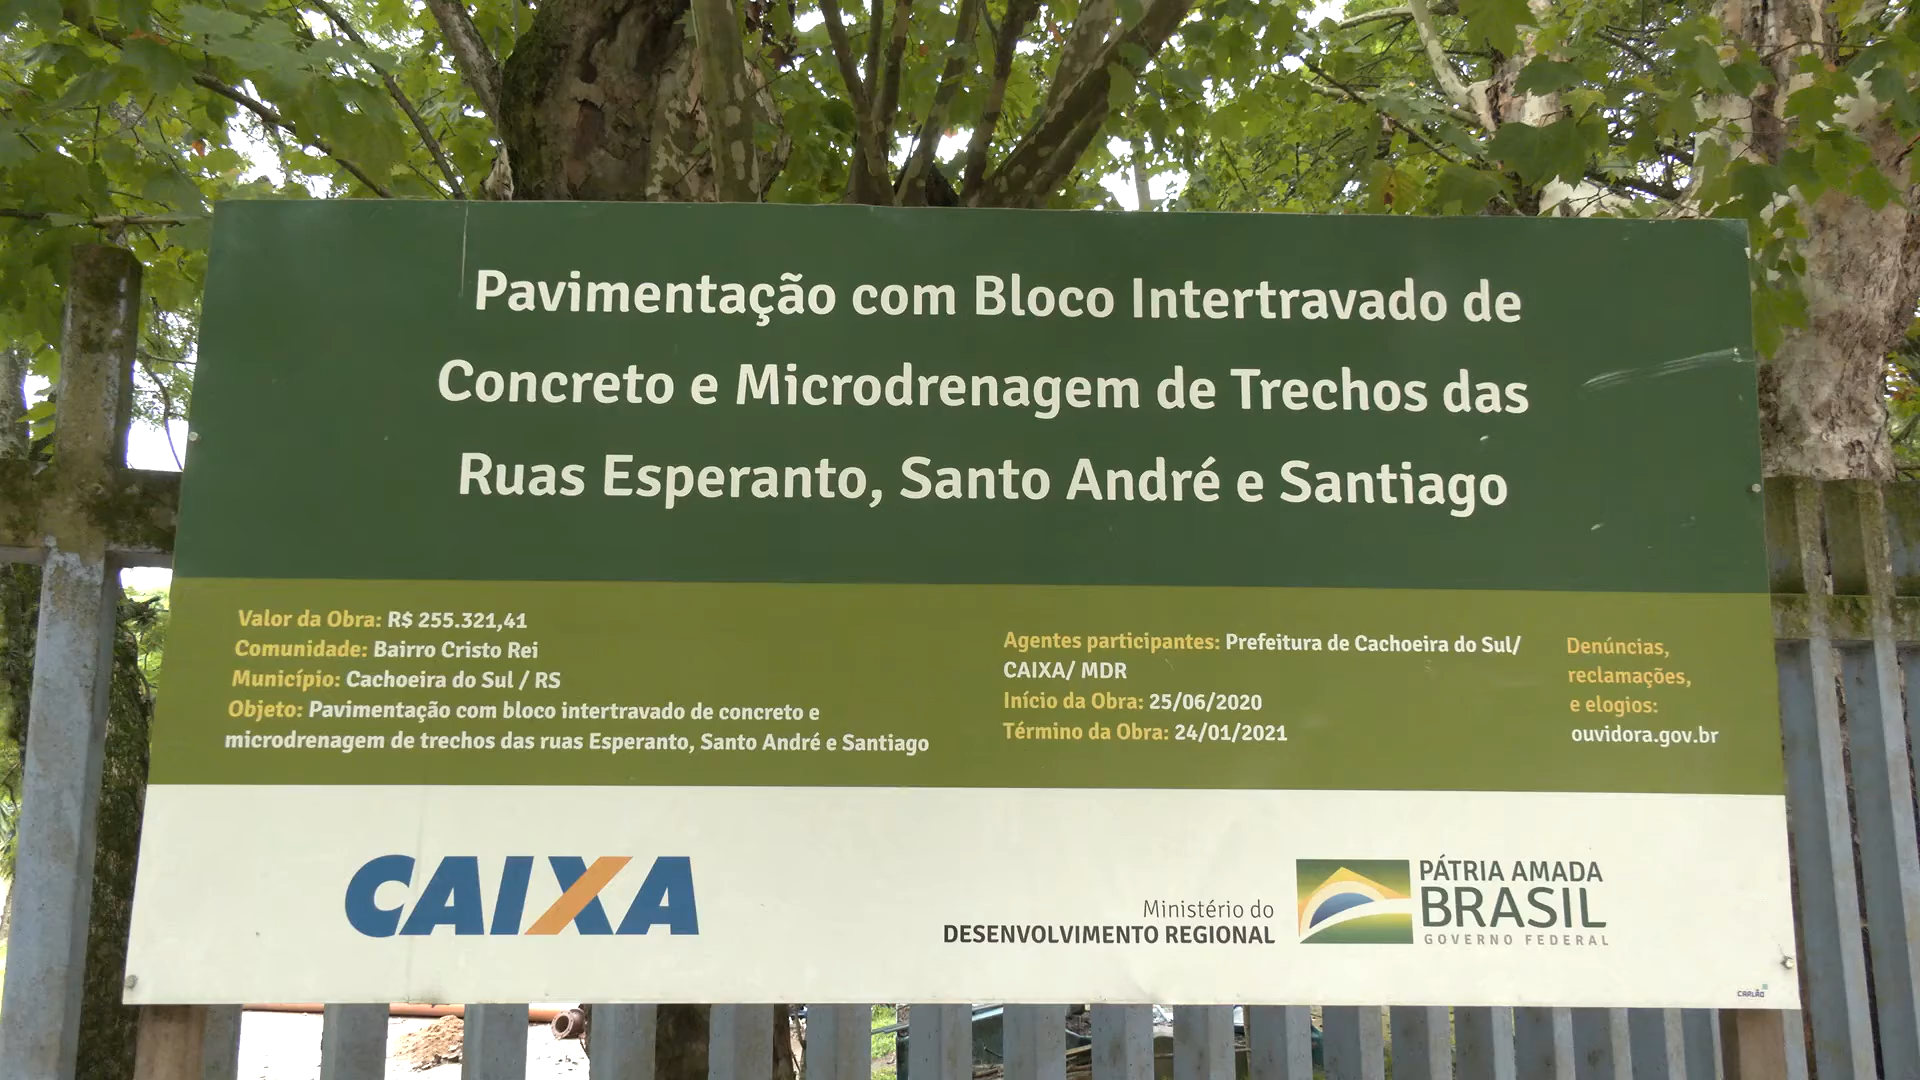 Pavimentação com Bloco Intertravado de
Concreto e Microdrenagem de Trechos das
Ruas Esperanto, Santo André e Santiago
Valor da Obra: R$ 255.321,41
Comunidade: Bairro Cristo Rei
Município: Cachoeira do Sul / RS
Objeto: Pavimentação com bloco intertravado de concreto e
microdrenagem de trechos das ruas Esperanto, Santo André e Santiago
Agentes participantes: Prefeitura de Cachoeira do Sul/
CAIXA/ MDR
Início da Obra: 25/06/2020
Término da Obra: 24/01/2021
Denúncias,
reclamações,
e elogios:
ouvidora.gov.br
CAIXA
Ministério do
DESENVOLVIMENTO REGIONAL
PÁTRIA AMADA
BRASIL
GOVERNO FEDERAL
CARLÃO